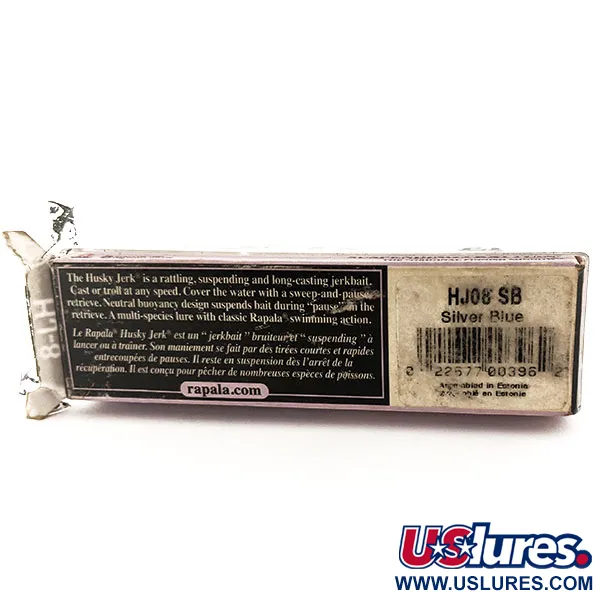 HJ-8
The Husky Jerk® is a rattling, suspending and long-casting jerkbait.
Cast or troll at any speed. Cover the water with a sweep-and-pause
retrieve. Neutral buoyancy design suspends bait during "pause" in the
retrieve. A multi-species lure with classic Rapala® swimming action.
Le Rapala® Husky Jerk® est un " jerkbait " bruiteur et " suspending " à
lancer ou à traîner. Son maniement se fait par des tirées courtes et rapides
entrecoupées de pauses. Il reste en suspension dès l'arrêt de la
récupération. Il est conçu pour pêcher de nombreuses espèces de poissons.
rapala.com
HJ08 SB
Silver Blue
0 22677 00396 2
Assembled in Estonia
en Estonie
USlures.
WWW.USLURES.COM